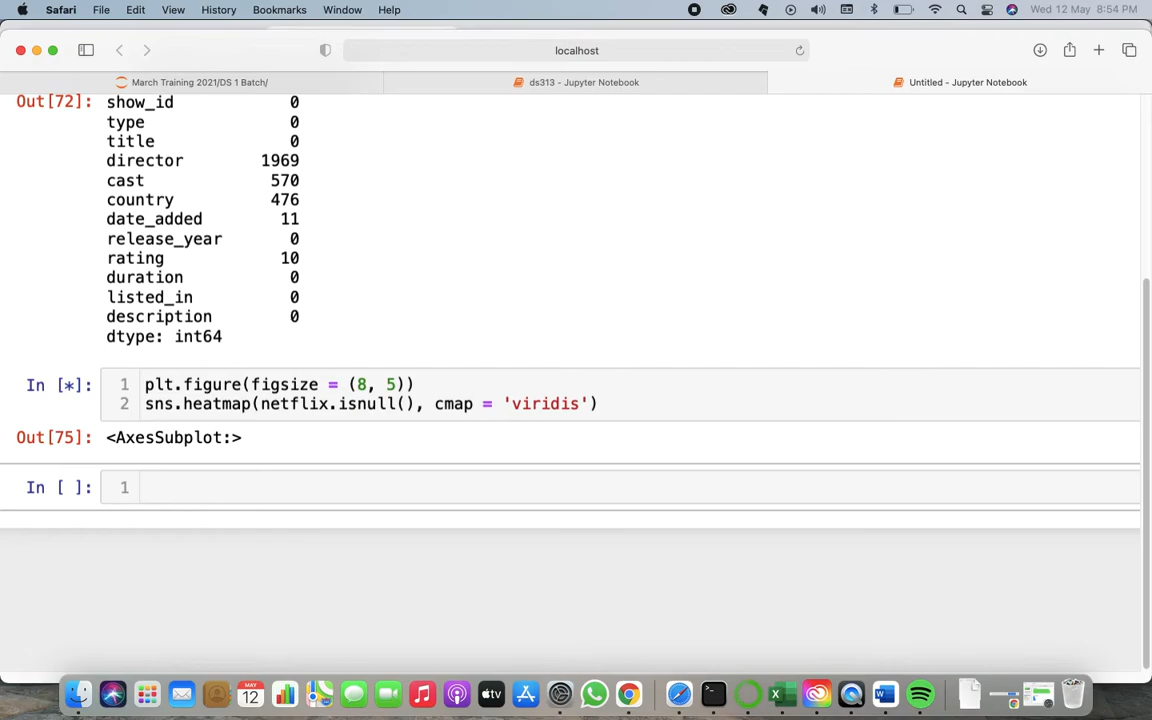 Safari File Edit View History Bookmarks Window Help Wed 12 May 8:54 PM
localhost
March Training 2021/DS 1 Batch/ ds313 - Jupyter Notebook Untitled - Jupyter Notebook
Out[72]: show_id 0
type 0
title 0
director 1969
cast 570
country 476
date_added 11
release_year 0
rating 10
duration 0
listed_in 0
description 0
dtype: int64
In [*]: 1 plt.figure(figsize = (8, 5))
2 sns.heatmap(netflix.isnull(), cmap = 'viridis')
Out[75]: <AxesSubplot:>
In [ ]: 1
MAY
12
tv
X
W